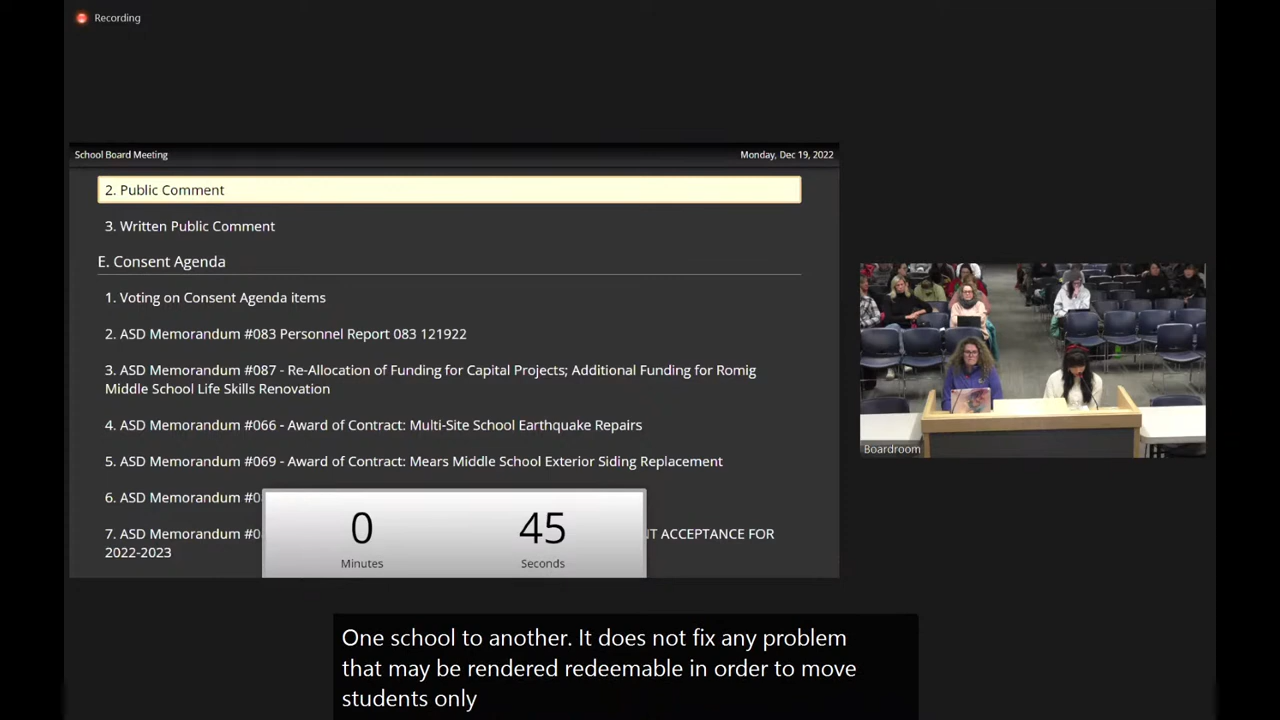 Recording
School Board Meeting
Monday, Dec 19, 2022
2. Public Comment
3. Written Public Comment
E. Consent Agenda
1. Voting on Consent Agenda items
2. ASD Memorandum #083 Personnel Report 083 121922
3. ASD Memorandum #087 - Re-Allocation of Funding for Capital Projects; Additional Funding for Romig
Middle School Life Skills Renovation
4. ASD Memorandum #066 - Award of Contract: Multi-Site School Earthquake Repairs
5. ASD Memorandum #069 - Award of Contract: Mears Middle School Exterior Siding Replacement
6. ASD Memorandum #0
7. ASD Memorandum #0 NT ACCEPTANCE FOR
2022-2023
0 45
Minutes Seconds
Boardroom
One school to another. It does not fix any problem
that may be rendered redeemable in order to move
students only